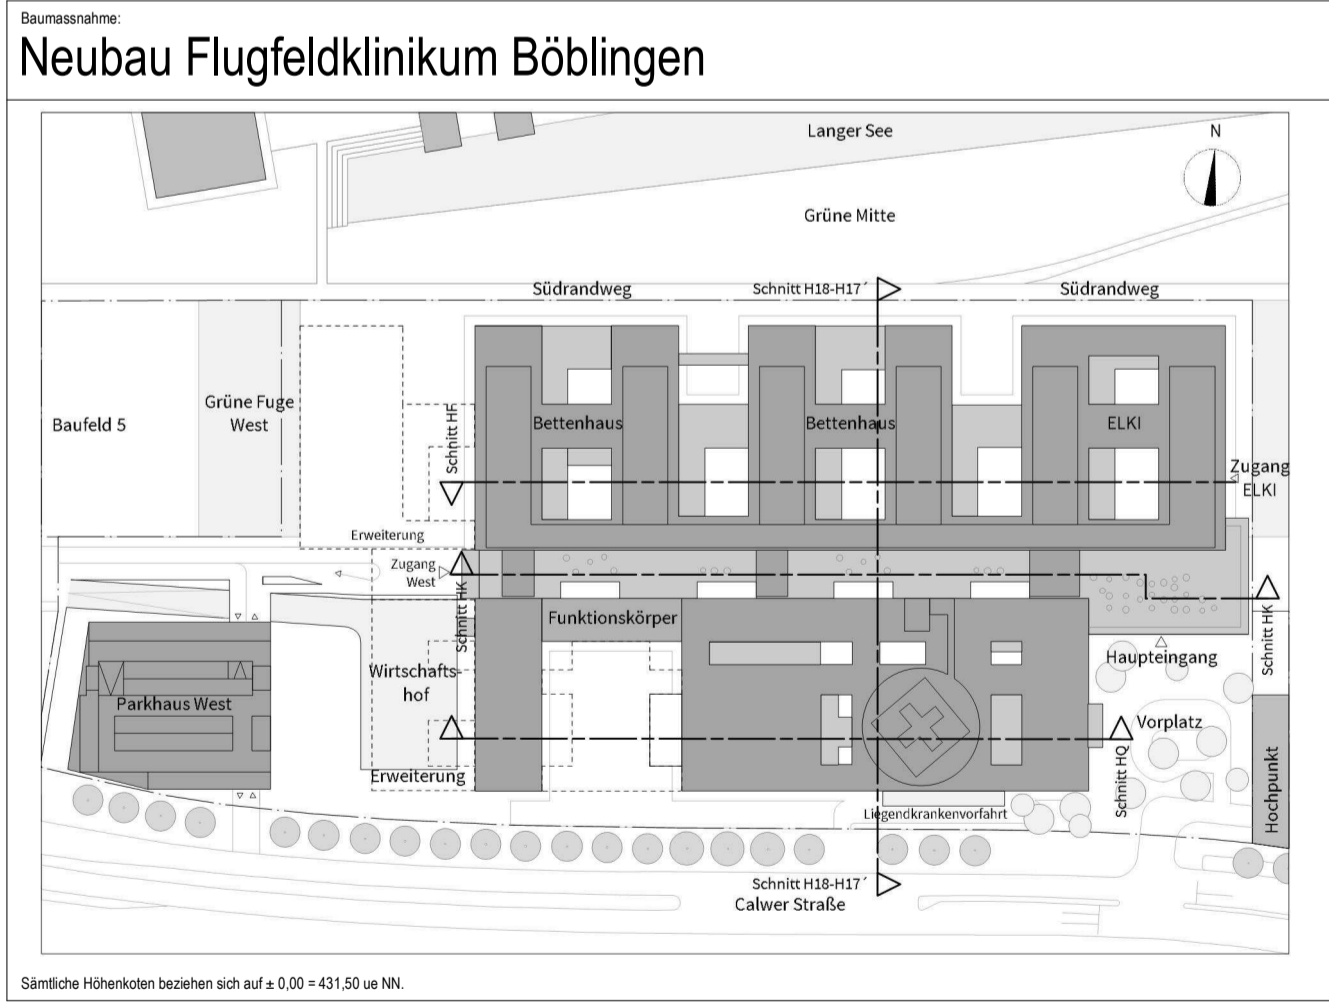 Baumassnahme:
Neubau Flugfeldklinikum Böblingen
Langer See
N
Grüne Mitte
Südrandweg
Schnitt H18-H17´
Südrandweg
Baufeld 5
Grüne Fuge
West
Schnitt HF
Bettenhaus
Bettenhaus
ELKI
Zugang
ELKI
Erweiterung
Zugang
West
Schnitt HK
Funktionskörper
Schnitt HK
Wirtschafts-
hof
Haupteingang
Parkhaus West
Vorplatz
Erweiterung
Schnitt HQ
Hochpunkt
Liegendkrankenvorfahrt
Schnitt H18-H17´
Calwer Straße
Sämtliche Höhenkoten beziehen sich auf ± 0,00 = 431,50 ue NN.